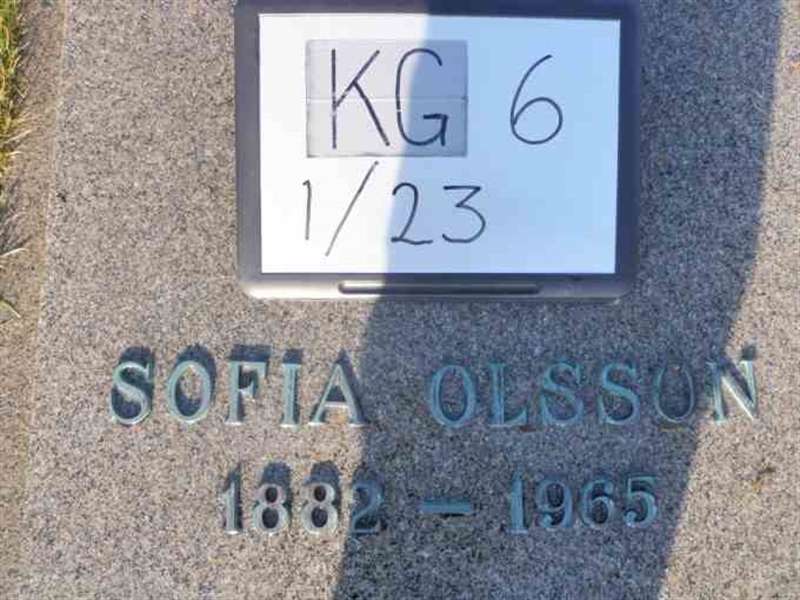 KG 6
1/23
SOFIA OLSSON
1882 – 1965